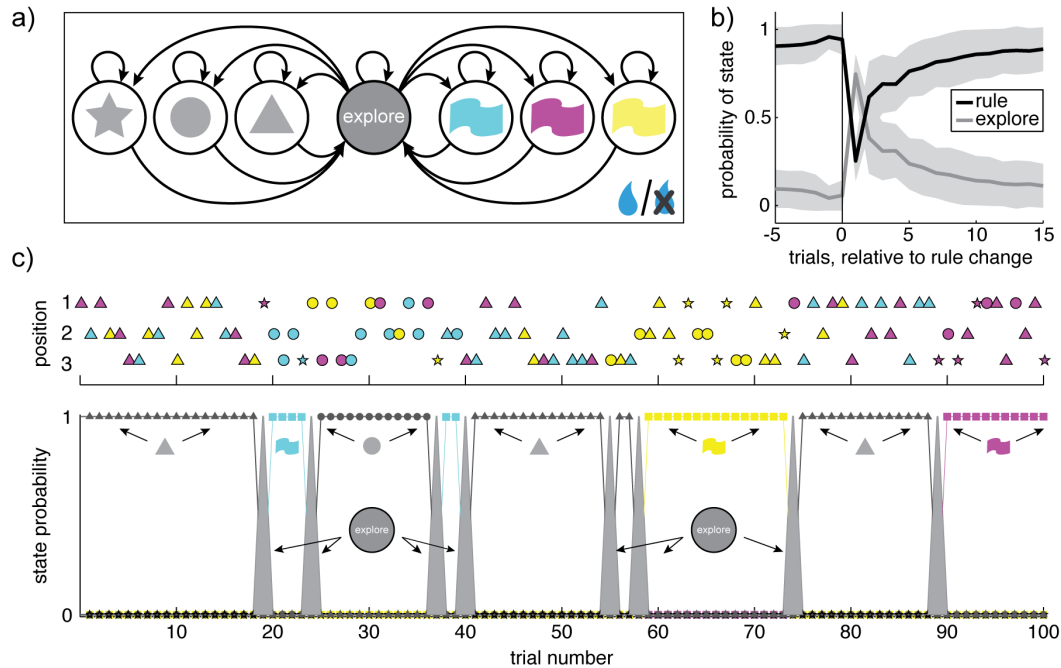 a)
explore
/
b)
probability of state
1
0.5
0
rule
explore
-5 0 5 10 15
trials, relative to rule change
c)
position
1
2
3
state probability
1
0
explore
explore
10 20 30 40 50 60 70 80 90 100
trial number